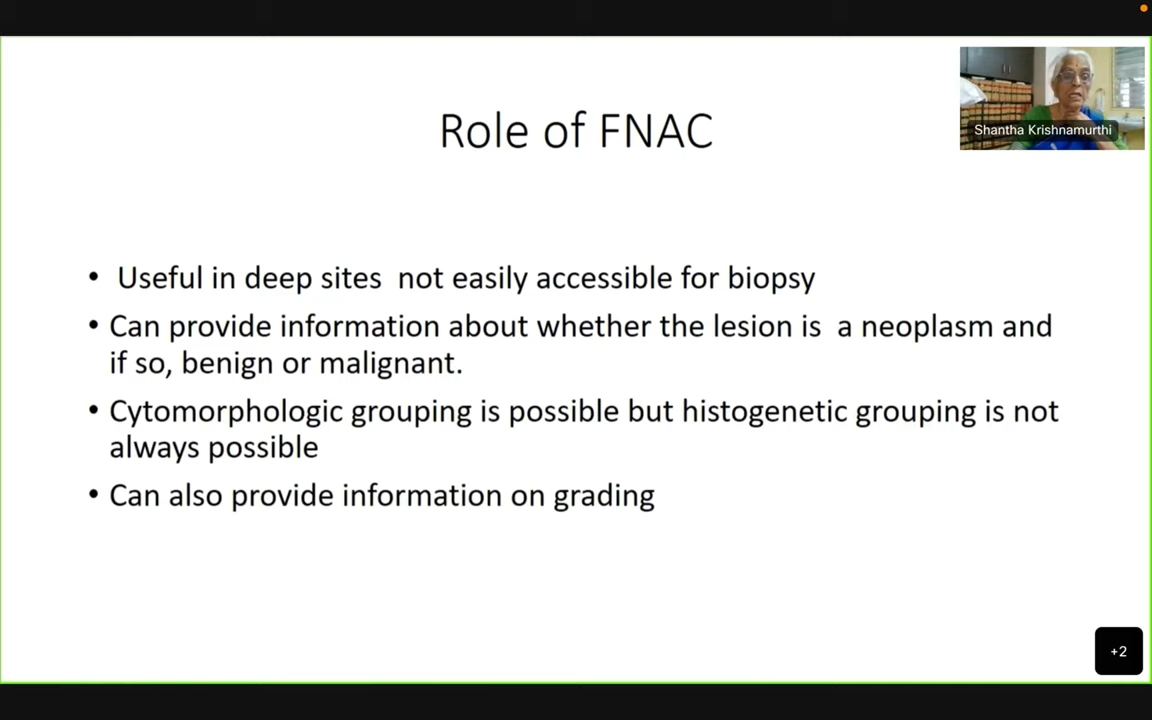 Shantha Krishnamurthi
Role of FNAC
• Useful in deep sites not easily accessible for biopsy
• Can provide information about whether the lesion is a neoplasm and
if so, benign or malignant.
• Cytomorphologic grouping is possible but histogenetic grouping is not
always possible
• Can also provide information on grading
+2